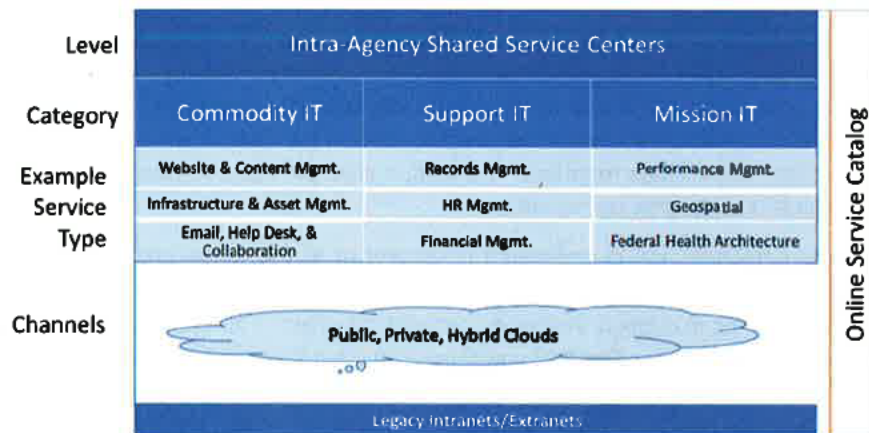 Level
Intra-Agency Shared Service Centers
Category
Commodity IT
Support IT
Mission IT
Example
Service
Type
Website & Content Mgmt.
Records Mgmt.
Performance Mgmt.
Infrastructure & Asset Mgmt.
HR Mgmt.
Geospatial
Email, Help Desk, &
Collaboration
Financial Mgmt.
Federal Health Architecture
Channels
Public, Private, Hybrid Clouds
Legacy Intranets/Extranets
Online Service Catalog